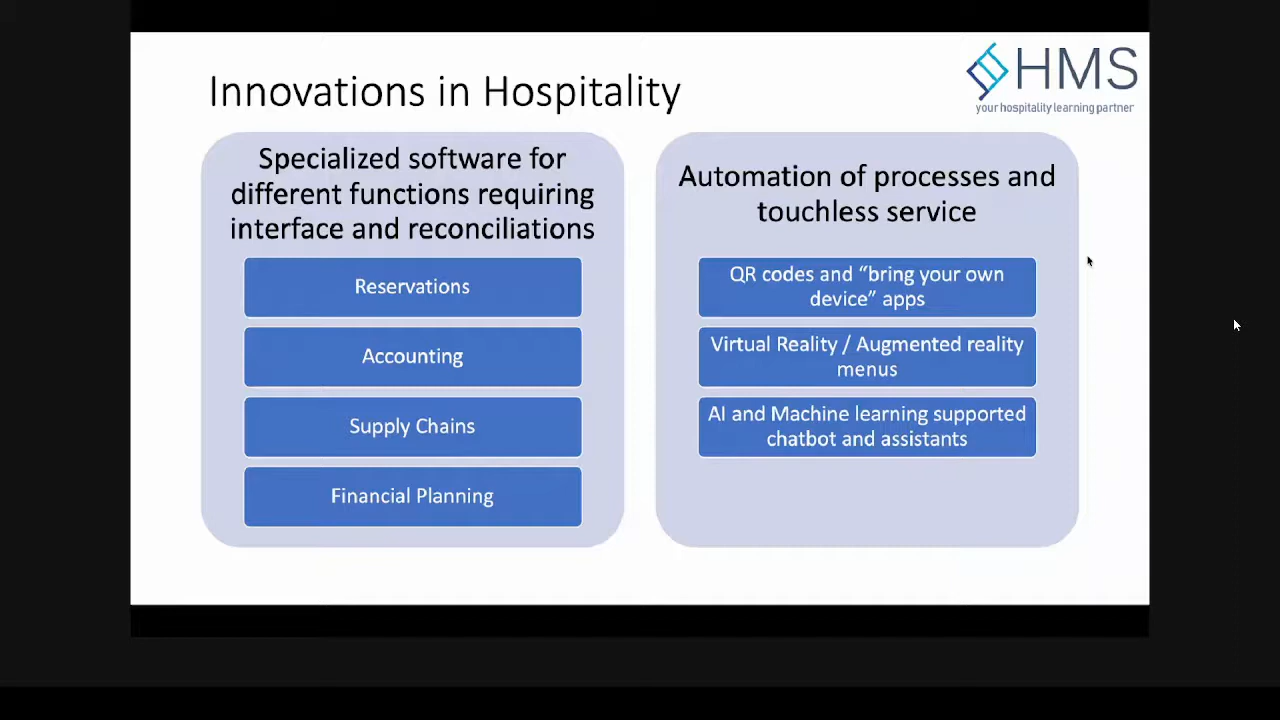 Innovations in Hospitality
HMS
your hospitality learning partner
Specialized software for
different functions requiring
interface and reconciliations
Reservations
Accounting
Supply Chains
Financial Planning
Automation of processes and
touchless service
QR codes and “bring your own
device” apps
Virtual Reality / Augmented reality
menus
AI and Machine learning supported
chatbot and assistants